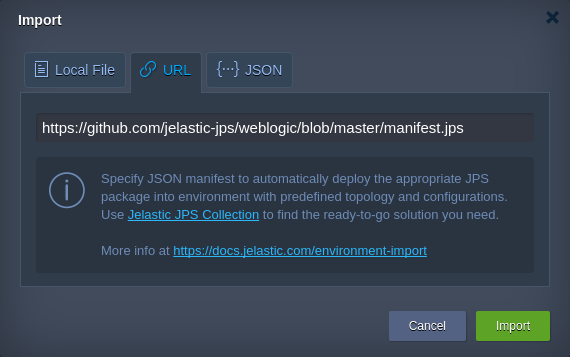 Import
Local File
URL
{···} JSON
https://github.com/jelastic-jps/weblogic/blob/master/manifest.jps
Specify JSON manifest to automatically deploy the appropriate JPS
package into environment with predefined topology and configurations.
Use Jelastic JPS Collection to find the ready-to-go solution you need.
More info at https://docs.jelastic.com/environment-import
Cancel
Import